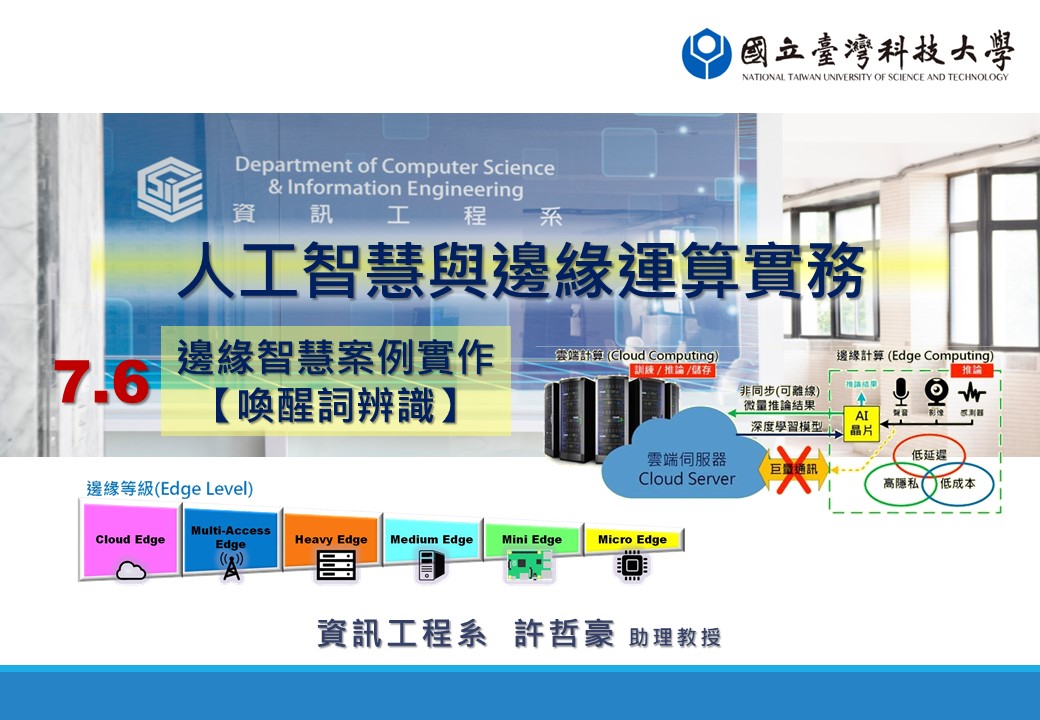 國立臺灣科技大學
NATIONAL TAIWAN UNIVERSITY OF SCIENCE AND TECHNOLOGY
Department of Computer Science
& Information Engineering
資訊工程系
人工智慧與邊緣運算實務
7.6
邊緣智慧案例實作
【喚醒詞辨識】
雲端計算 (Cloud Computing)
訓練 / 推論 /儲存
邊緣計算 (Edge Computing)
推論
非同步(可離線)
微量推論結果
深度學習模型
推論結果
AI
晶片
聲音
影像
感測器
雲端伺服器
Cloud Server
巨量通訊
低延遲
高隱私
低成本
邊緣等級(Edge Level)
Cloud Edge
Multi-Access
Edge
Heavy Edge
Medium Edge
Mini Edge
Micro Edge
資訊工程系 許哲豪 助理教授